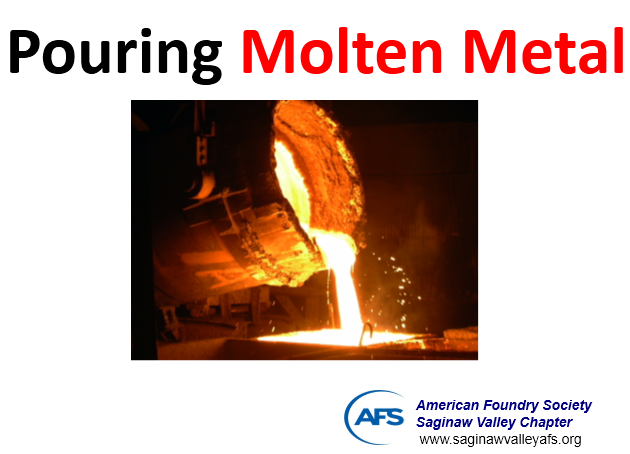 Pouring Molten Metal
AFS
American Foundry Society
Saginaw Valley Chapter
www.saginawvalleyafs.org